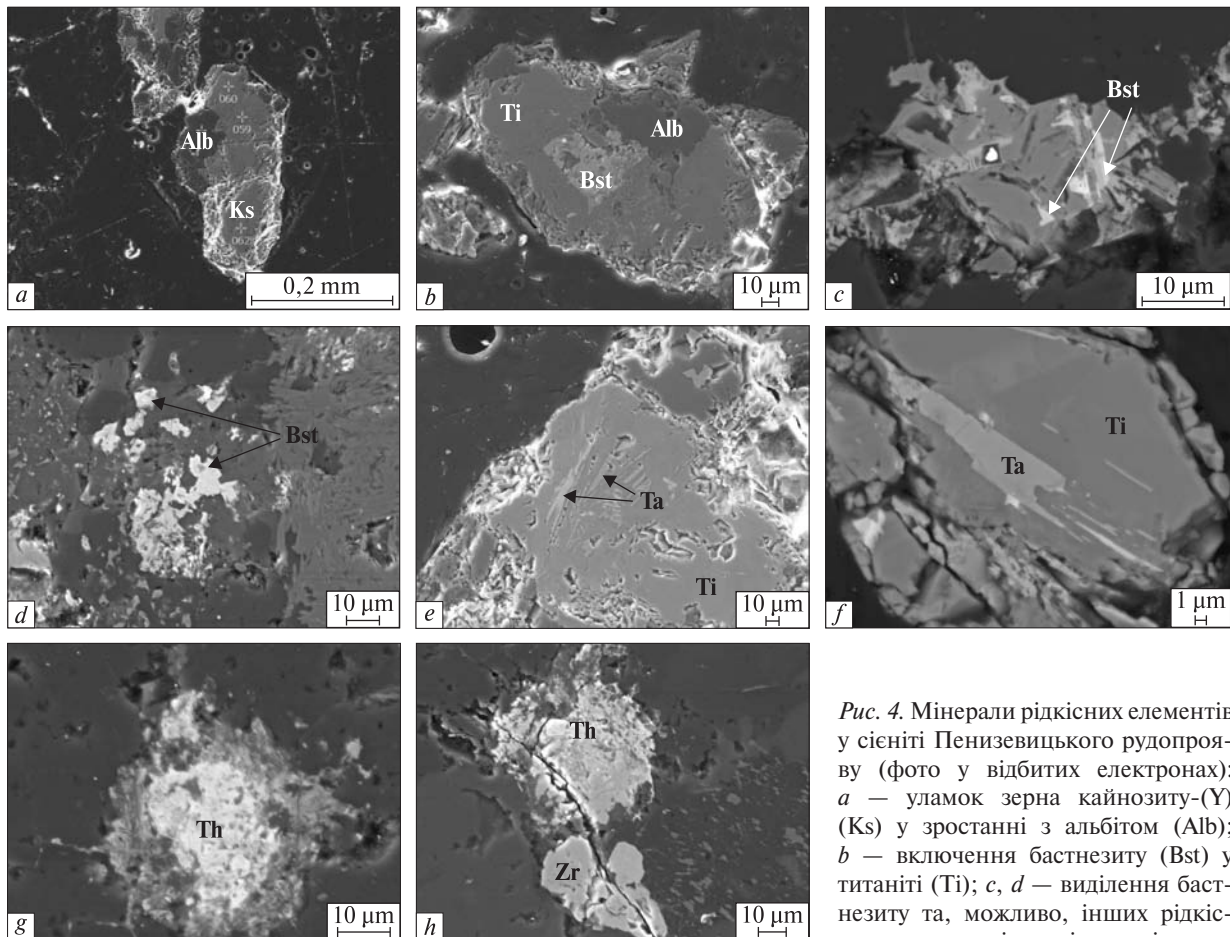 060
059
Alb
Ks
062
a
0,2 mm
Ti
Alb
Bst
b
10 μm
Bst
c
10 μm
Bst
d
10 μm
Ta
Ti
e
10 μm
Ti
Ta
f
1 μm
Th
g
10 μm
Th
Zr
h
10 μm
Рис. 4. Мінерали рідкісних елементів
у сієніті Пенизевицького рудопроя-
ву (фото у відбитих електронах):
a — уламок зерна кайнозиту-(Y)
(Ks) у зростанні з альбітом (Alb);
b — включення бастнезиту (Bst) у
титаніті (Ti); c, d — виділення баст-
незиту та, можливо, інших рідкіс-